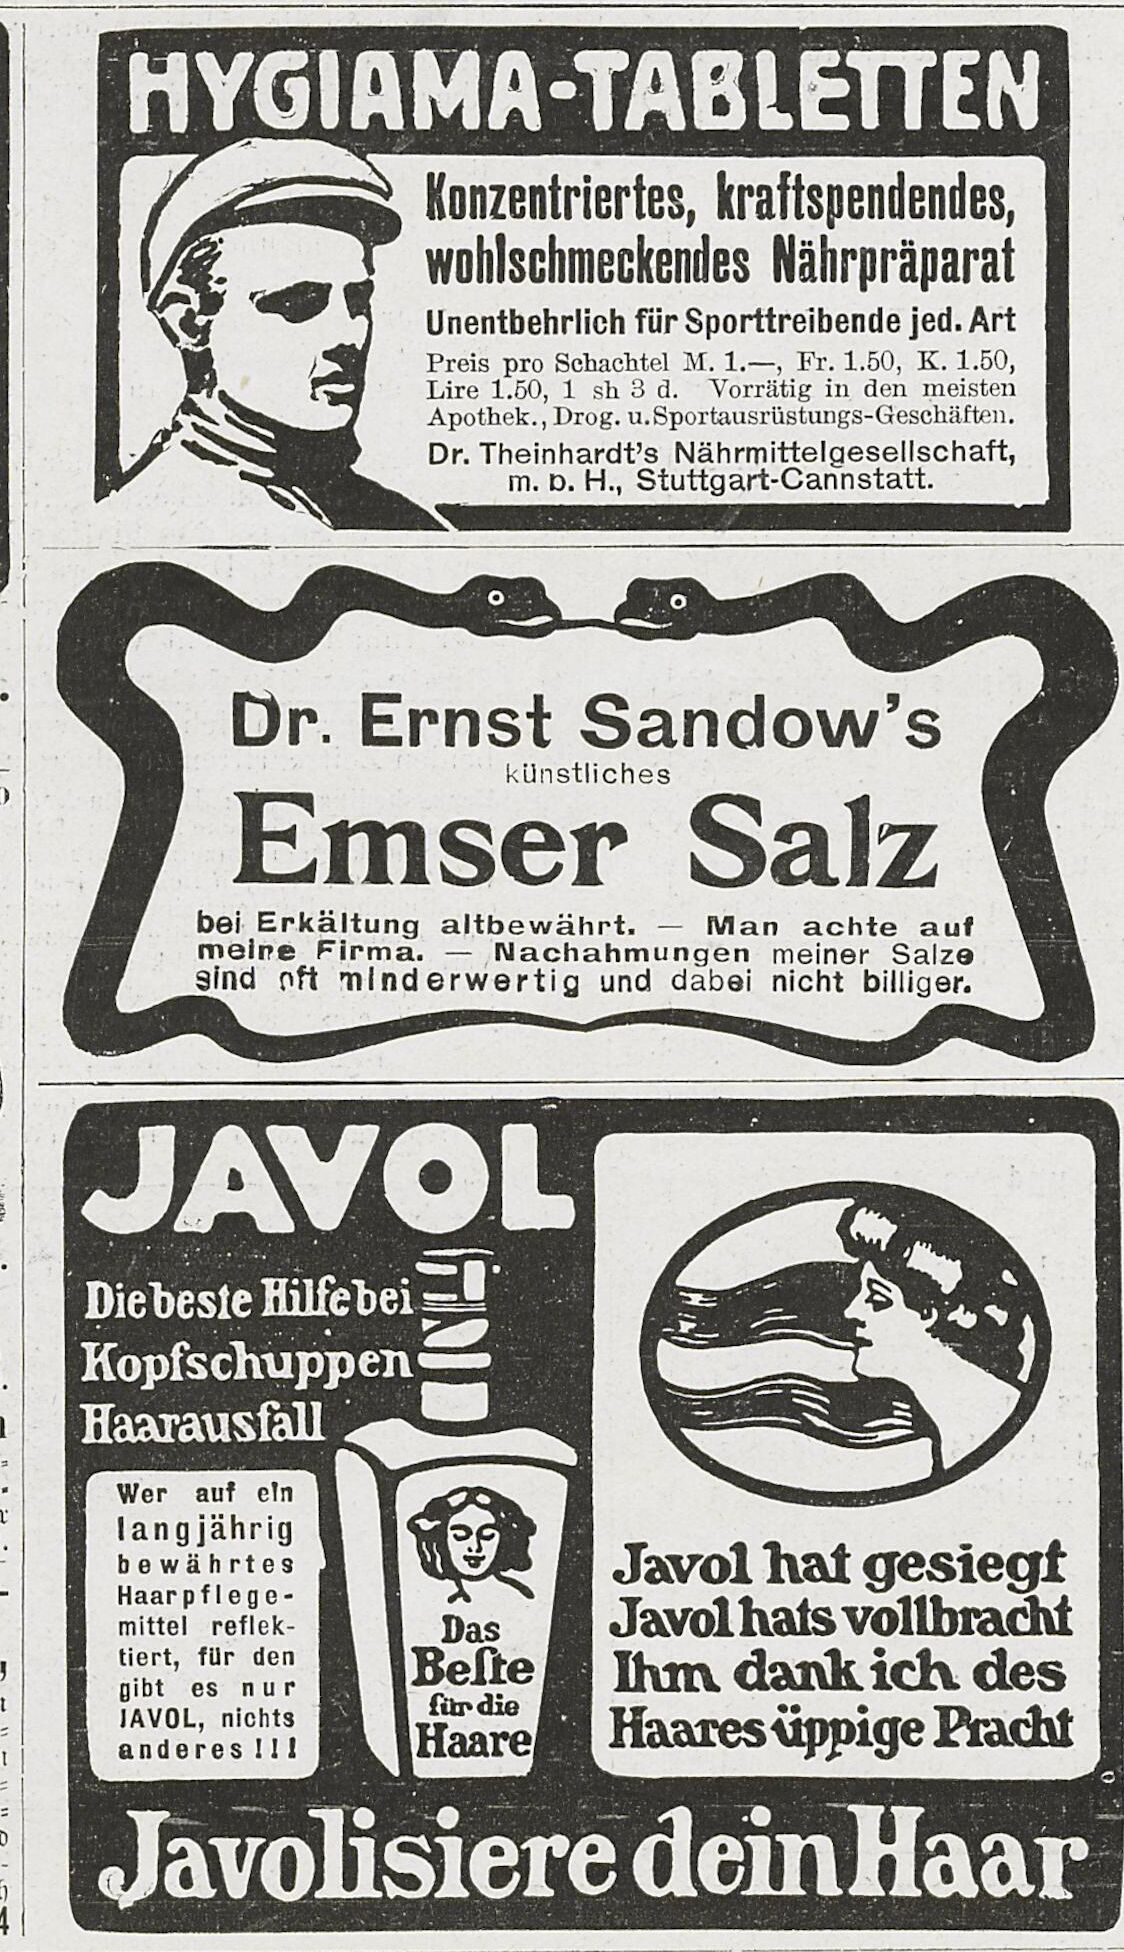 HYGIAMA-TABLETTEN
Konzentriertes, kraftspendendes,
wohlschmeckendes Nährpräparat
Unentbehrlich für Sporttreibende jed. Art
Preis pro Schachtel M. 1.—, Fr. 1.50, K. 1.50,
Lire 1.50, 1 sh 3 d. Vorrätig in den meisten
Apothek., Drog. u. Sportausrüstungs-Geschäften.
Dr. Theinhardt's Nährmittelgesellschaft,
m. b. H., Stuttgart-Cannstatt.
Dr. Ernst Sandow's
künstliches
Emser Salz
bei Erkältung altbewährt. — Man achte auf
meine Firma. — Nachahmungen meiner Salze
sind oft minderwertig und dabei nicht billiger.
JAVOL
Die beste Hilfe bei
Kopfschuppen
Haarausfall
Wer auf ein
langjährig
bewährtes
Haarpflege-
mittel reflek-
tiert, für den
gibt es nur
JAVOL, nichts
anderes!!!
Das
Beſte
für die
Haare
Javol hat gesiegt
Javol hats vollbracht
Ihm dank ich des
Haares üppige Pracht
Javolisiere dein Haar